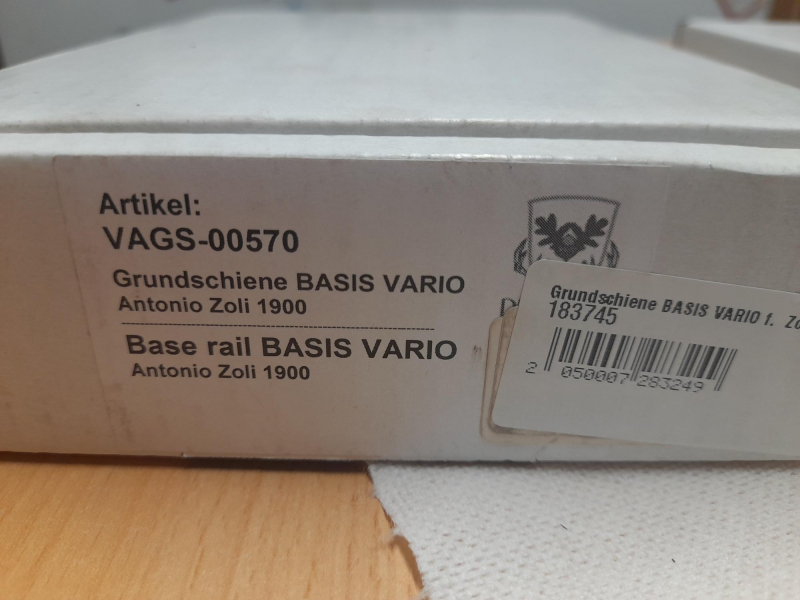 Artikel:
VAGS-00570
Grundschiene BASIS VARIO
Antonio Zoli 1900
Base rail BASIS VARIO
Antonio Zoli 1900
Grundschiene BASIS VARIO f.
183745
2 050007 283249